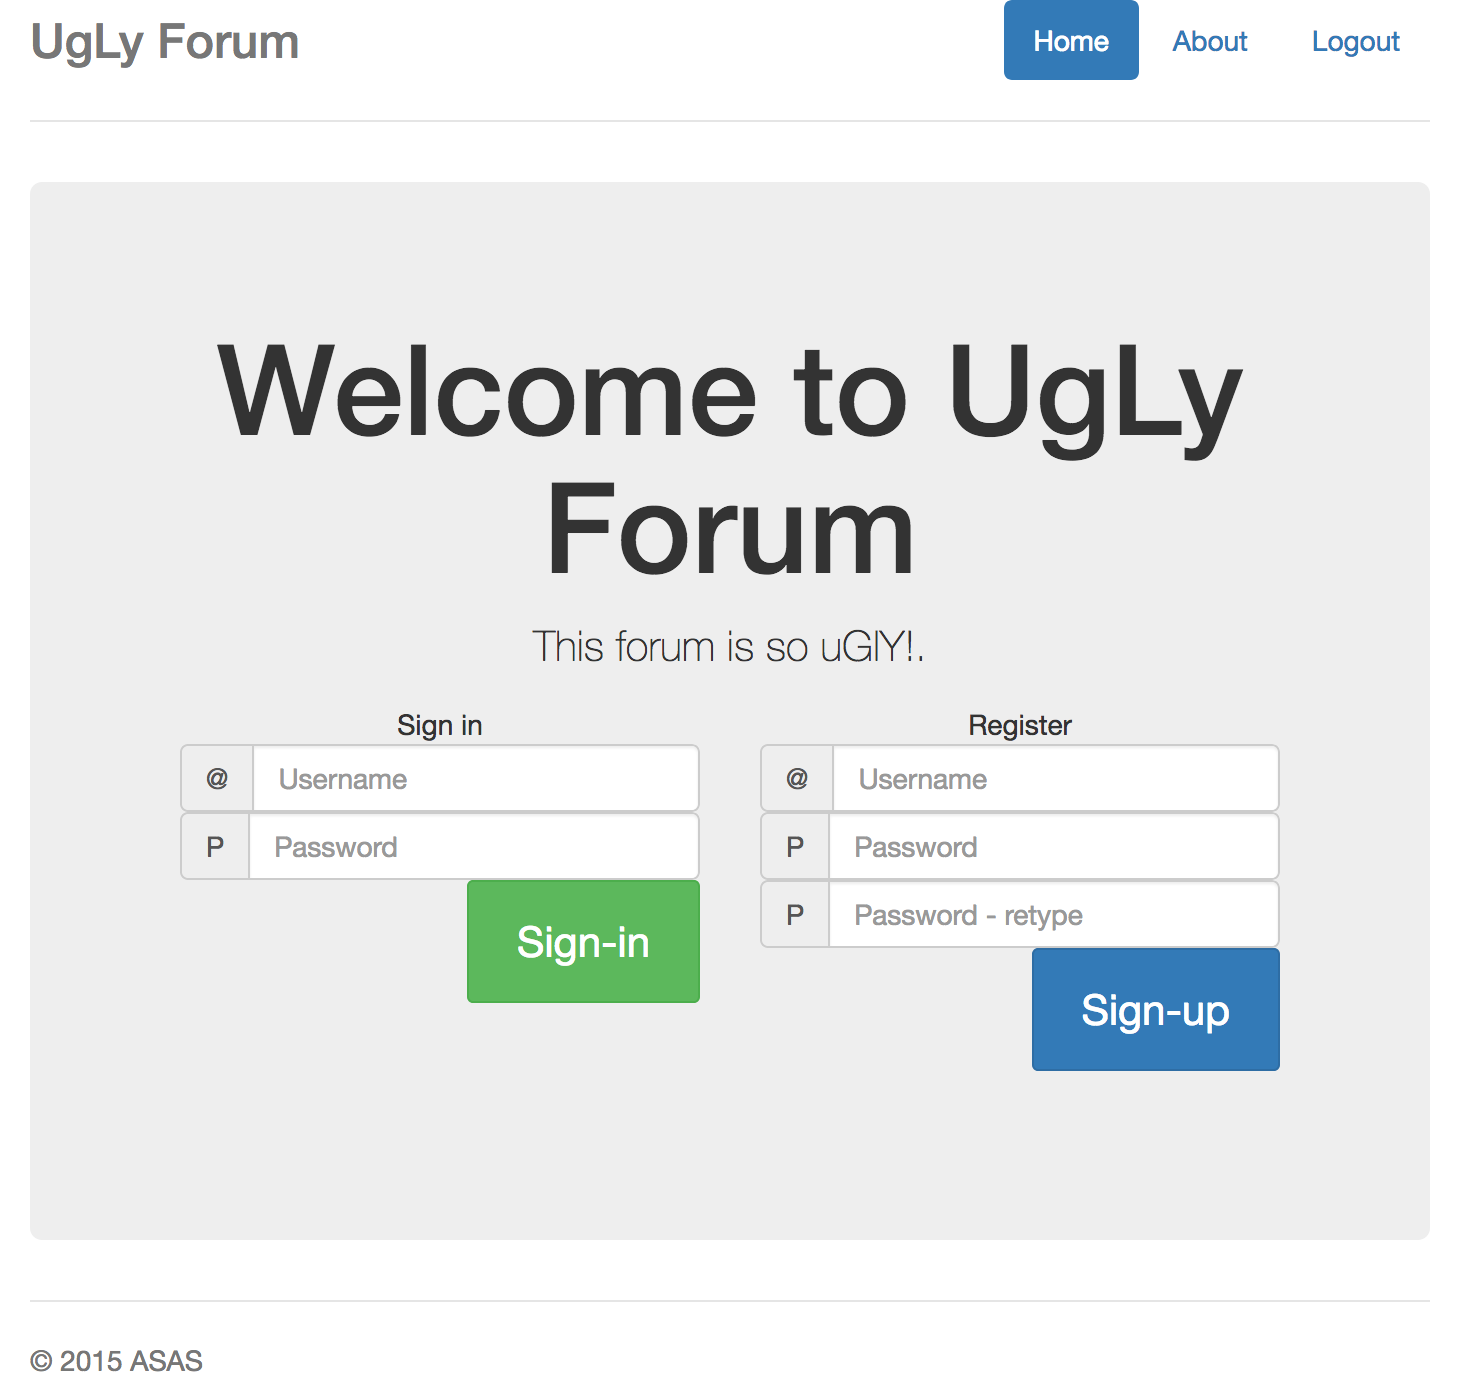 UgLy Forum
Home About Logout
Welcome to UgLy
Forum
This forum is so uGlY!.
Sign in
@ Username
P Password
Sign-in
Register
@ Username
P Password
P Password - retype
Sign-up
© 2015 ASAS